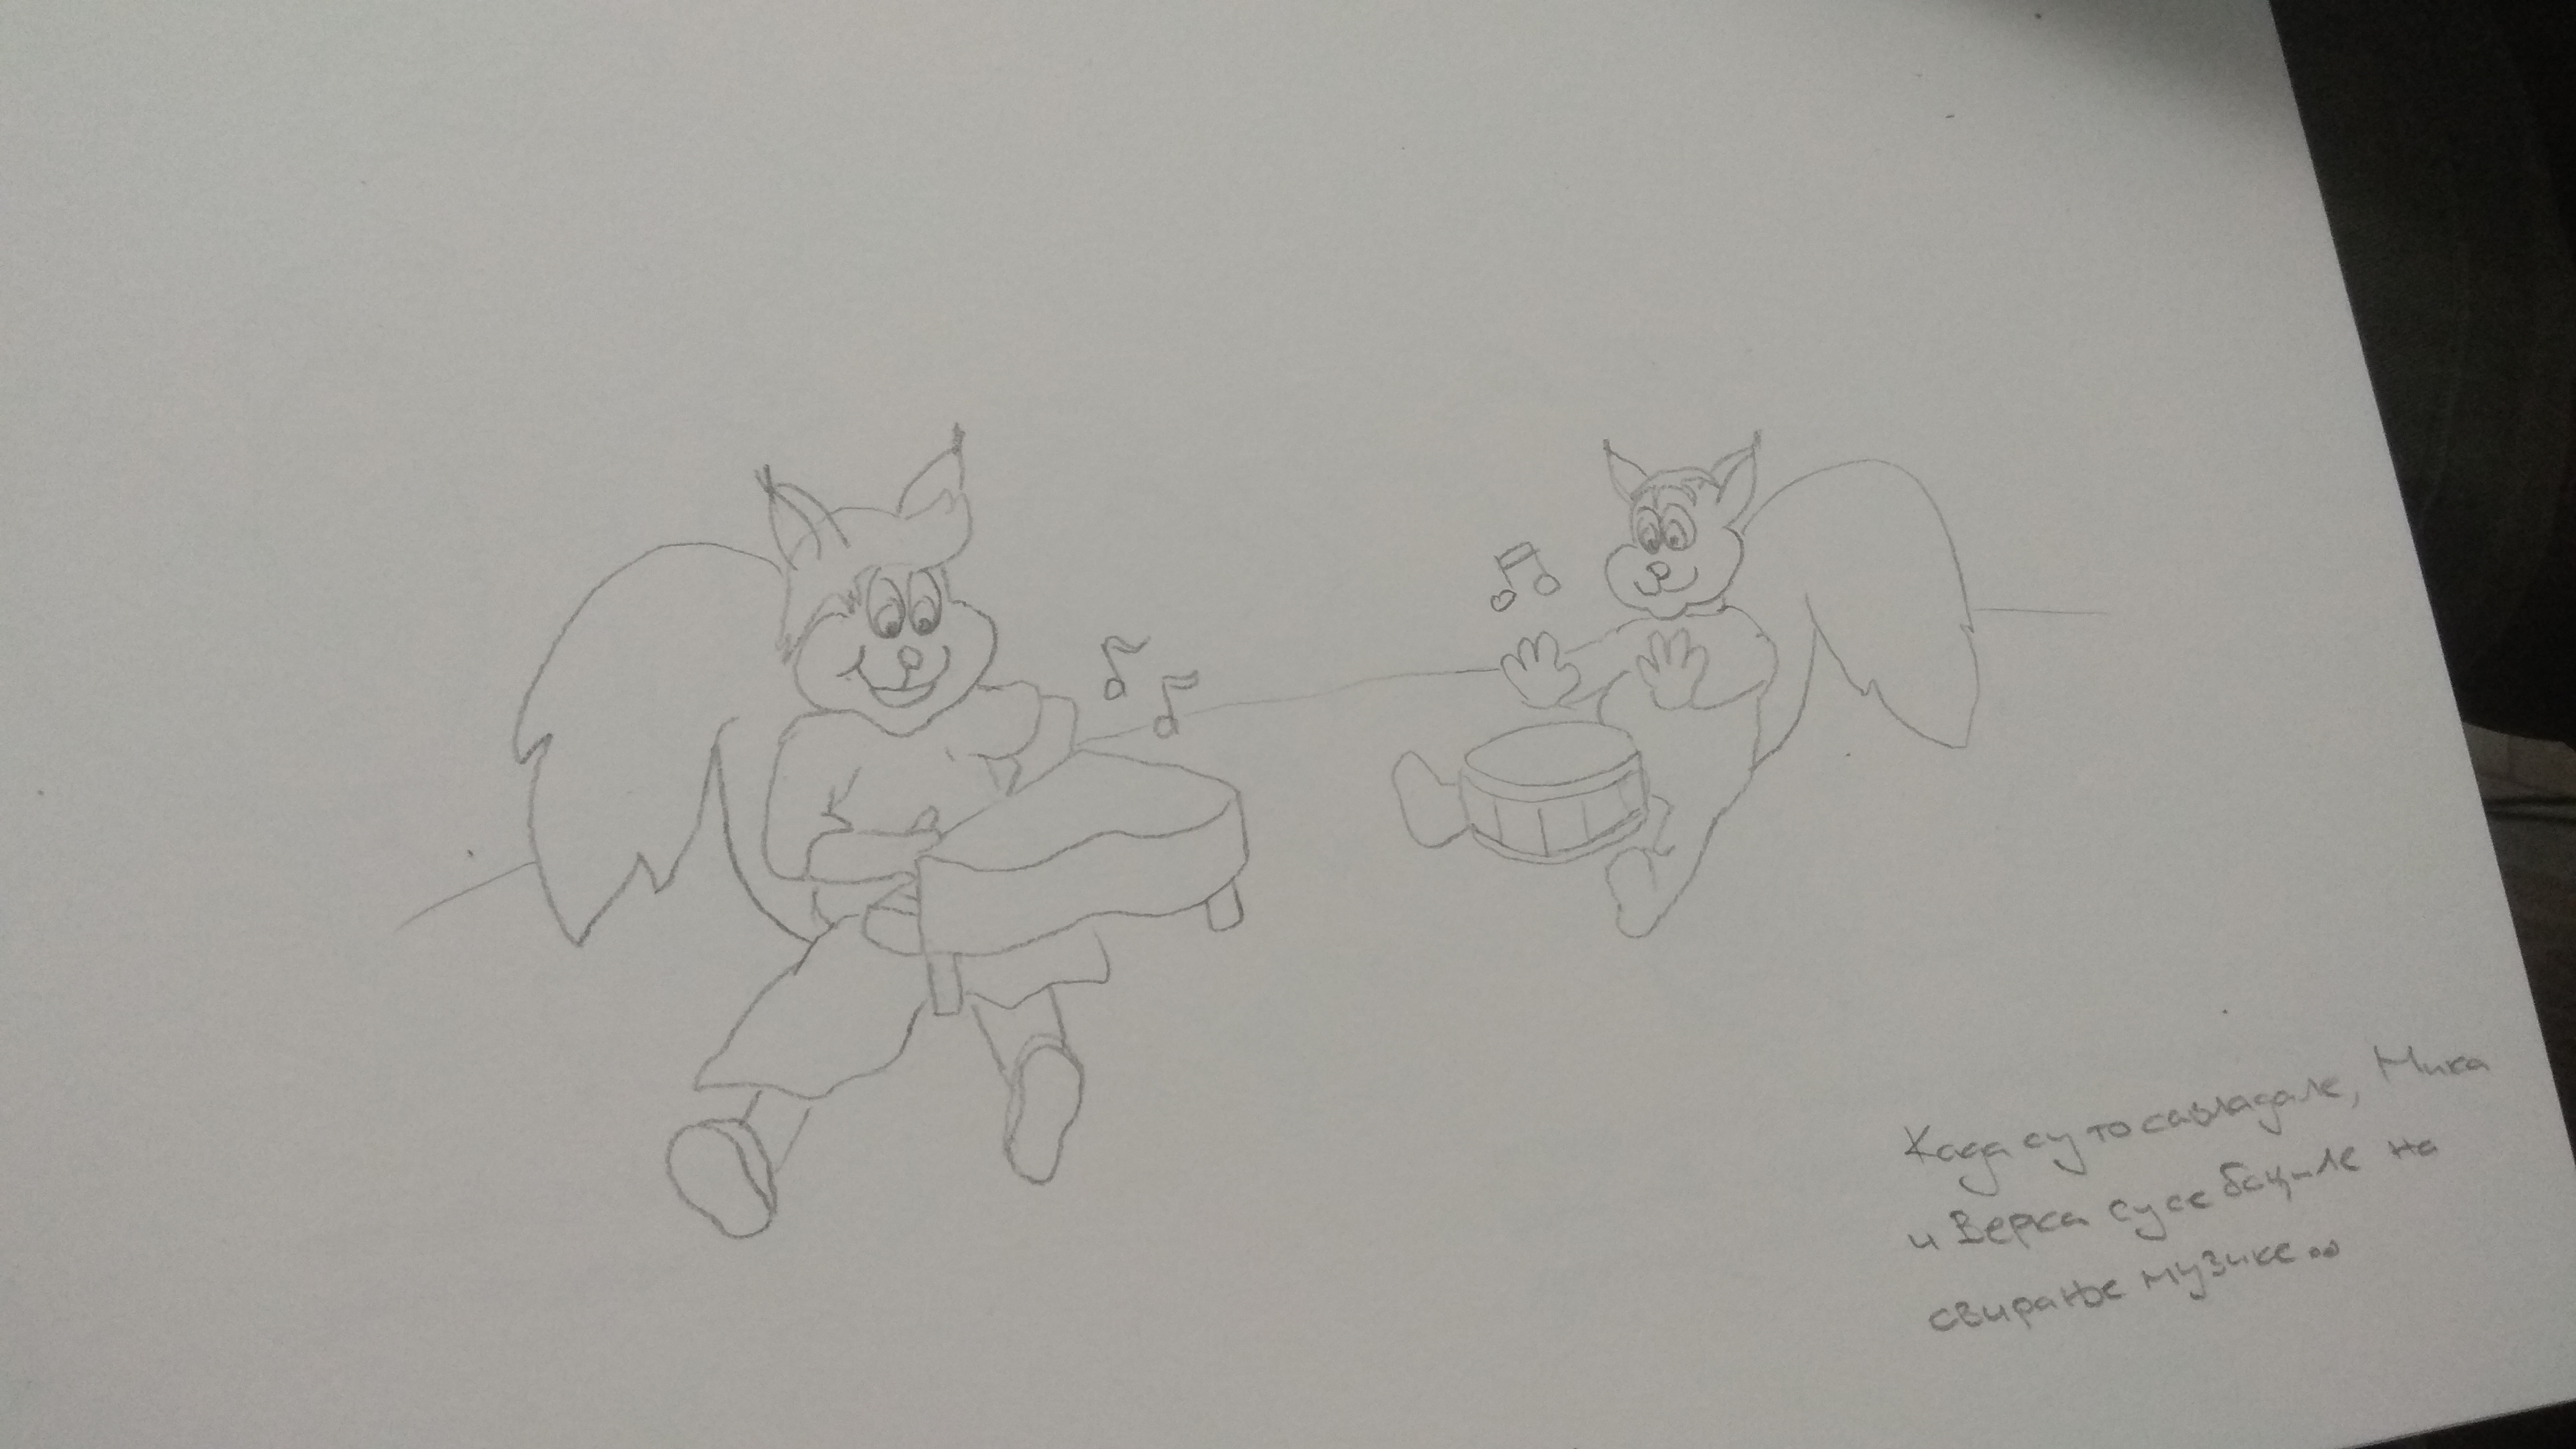 Када су то савладале, Мика
и Верка су се бациле на
свирање музике..